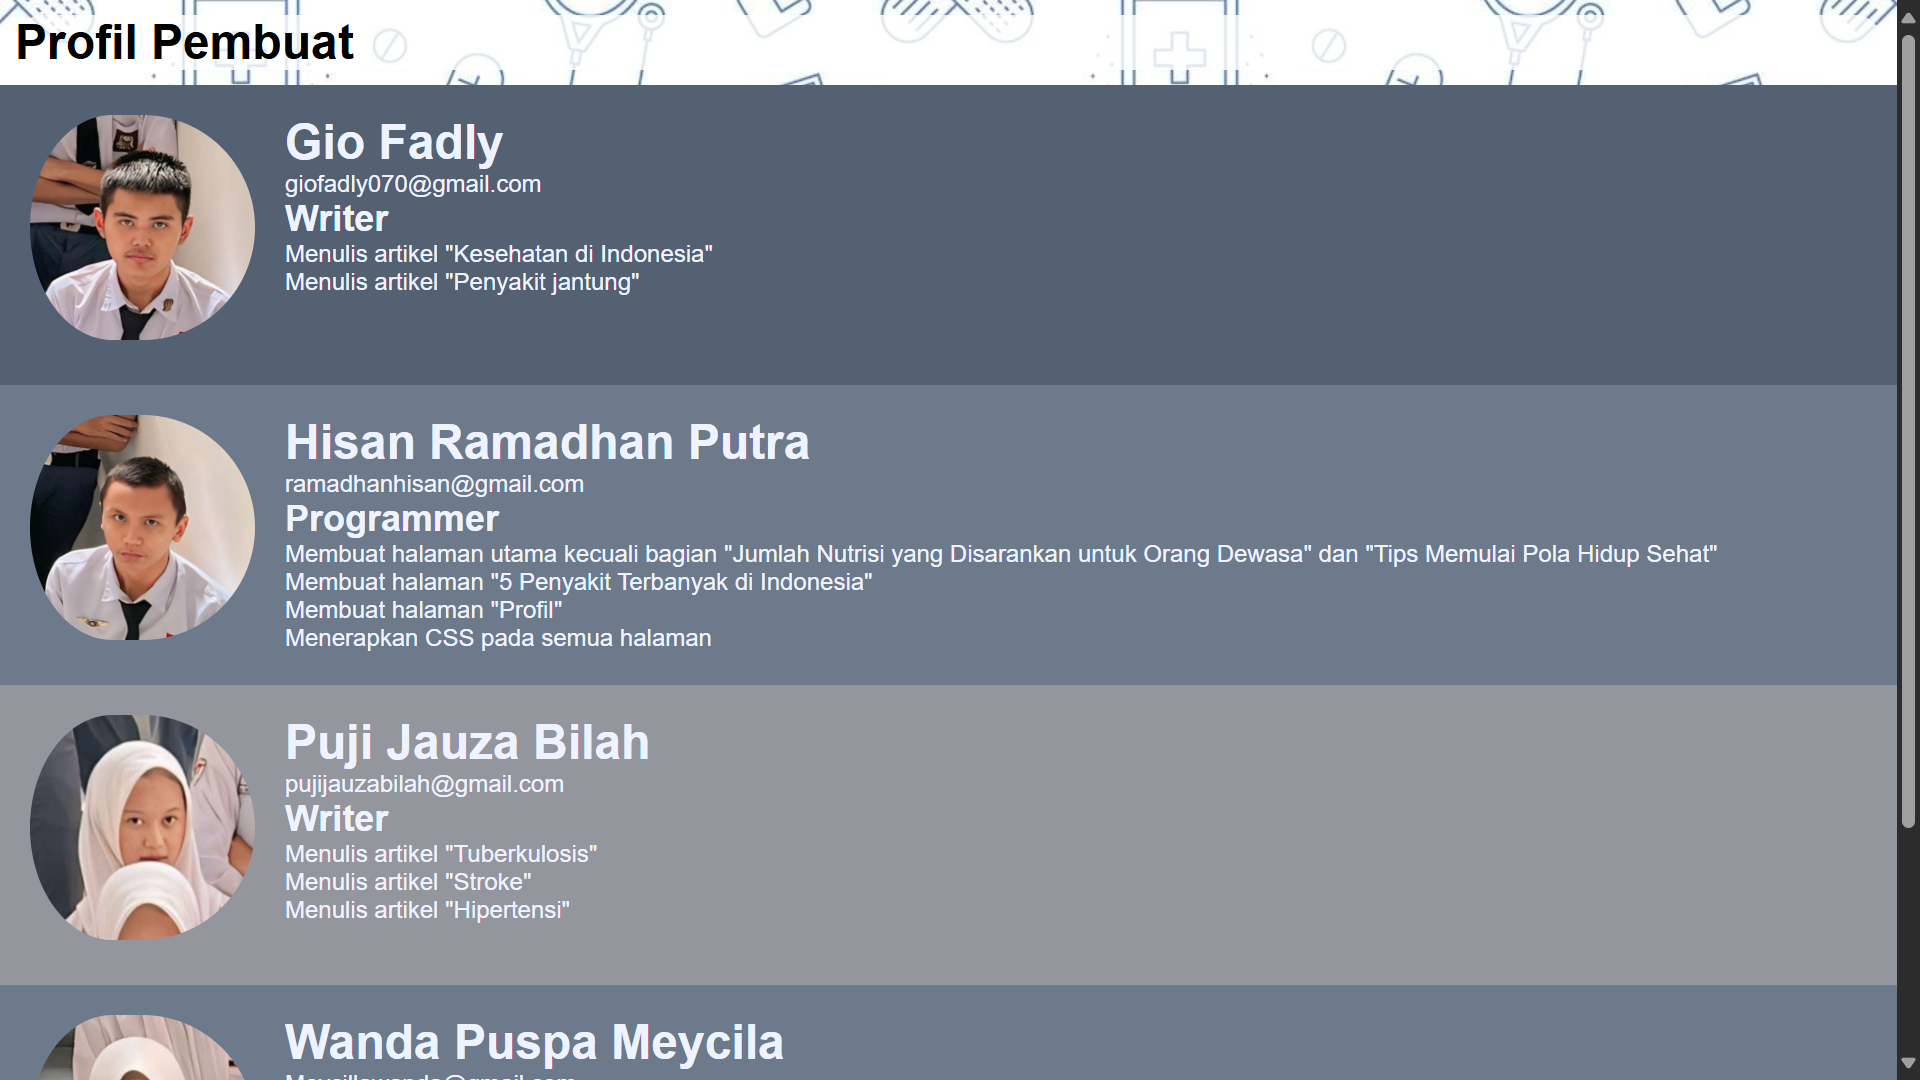 Profil Pembuat
Gio Fadly
giofadly070@gmail.com
Writer
Menulis artikel "Kesehatan di Indonesia"
Menulis artikel "Penyakit jantung"
Hisan Ramadhan Putra
ramadhanhisan@gmail.com
Programmer
Membuat halaman utama kecuali bagian "Jumlah Nutrisi yang Disarankan untuk Orang Dewasa" dan "Tips Memulai Pola Hidup Sehat"
Membuat halaman "5 Penyakit Terbanyak di Indonesia"
Membuat halaman "Profil"
Menerapkan CSS pada semua halaman
Puji Jauza Bilah
pujijauzabilah@gmail.com
Writer
Menulis artikel "Tuberkulosis"
Menulis artikel "Stroke"
Menulis artikel "Hipertensi"
Wanda Puspa Meycila